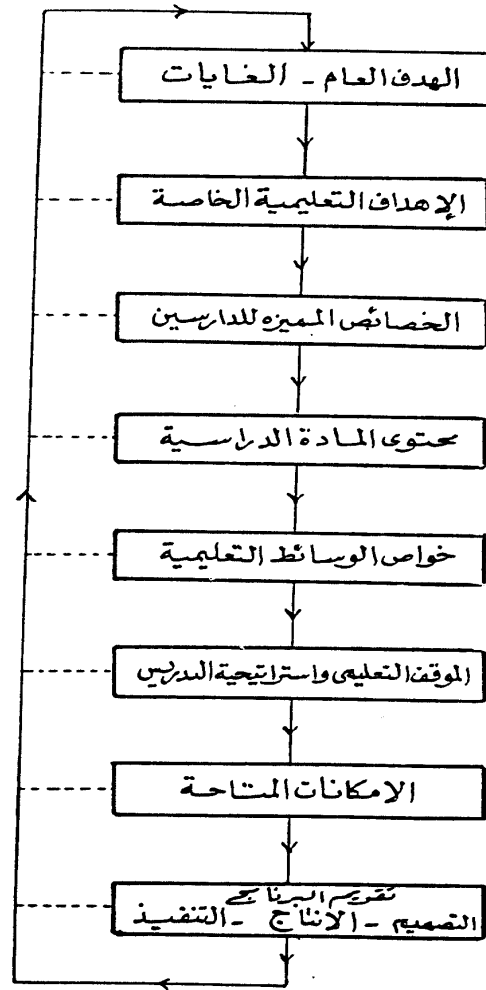 الهدف العام - الغايات
الإهداف التعليمية الخاصة
الخصائص المميزه للدارسين
محتوى المادة الدراسية
خواص الوسائط التعليمية
الموقف التعليمى واستراتيجية التدريس
الامكانات المتاحة
تقويم البرنامج
التصميم - الانتاج - التنفيذ